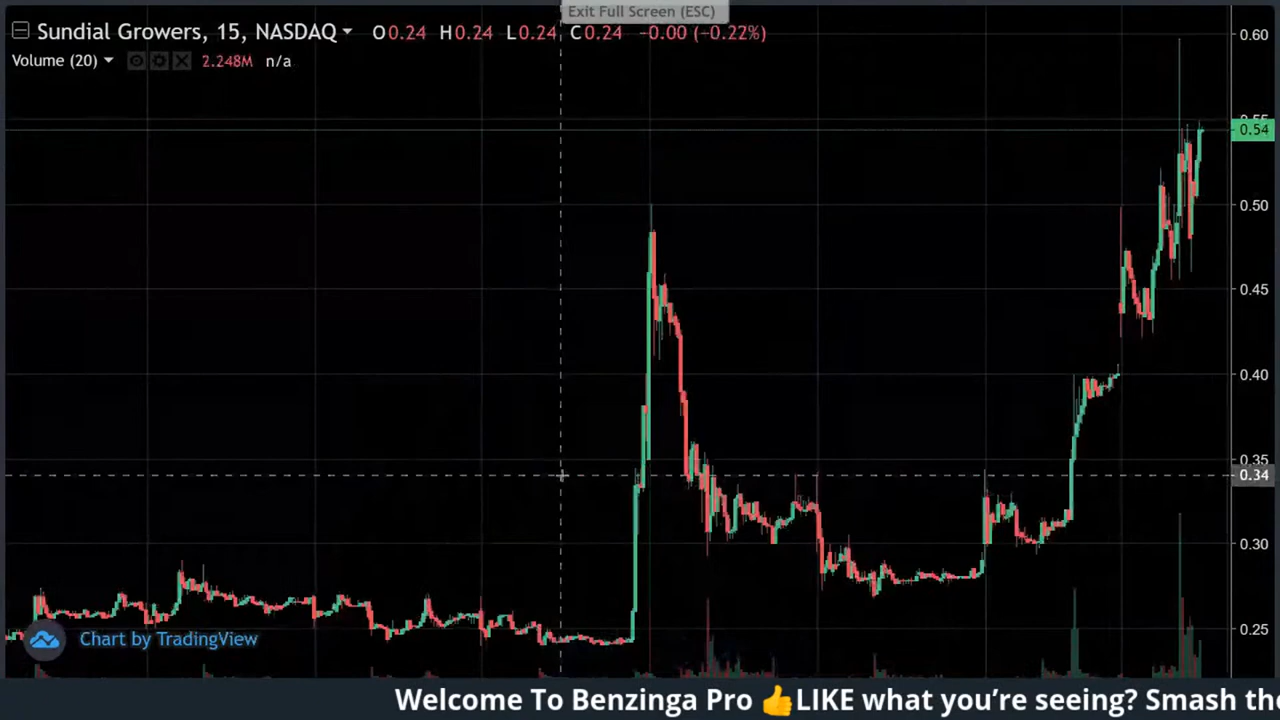 Exit Full Screen (ESC)
Sundial Growers, 15, NASDAQ O0.24 H0.24 L0.24 C0.24 −0.00 (−0.22%)
Volume (20) 2.248M n/a
0.60
0.55
0.54
0.50
0.45
0.40
0.35
0.34
0.30
0.25
Chart by TradingView
Welcome To Benzinga Pro 👍LIKE what you’re seeing? Smash th